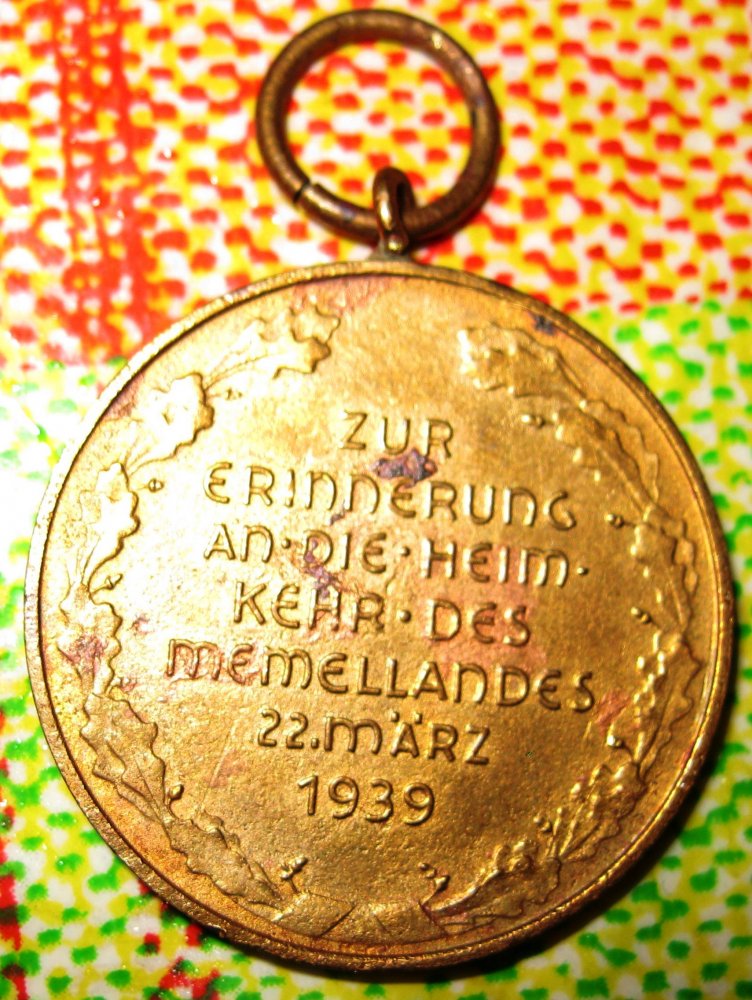 ZUR
ERINNERUNG
AN·DIE·HEIM·
KEHR·DES
MEMELLANDES
22.MÄRZ
1939